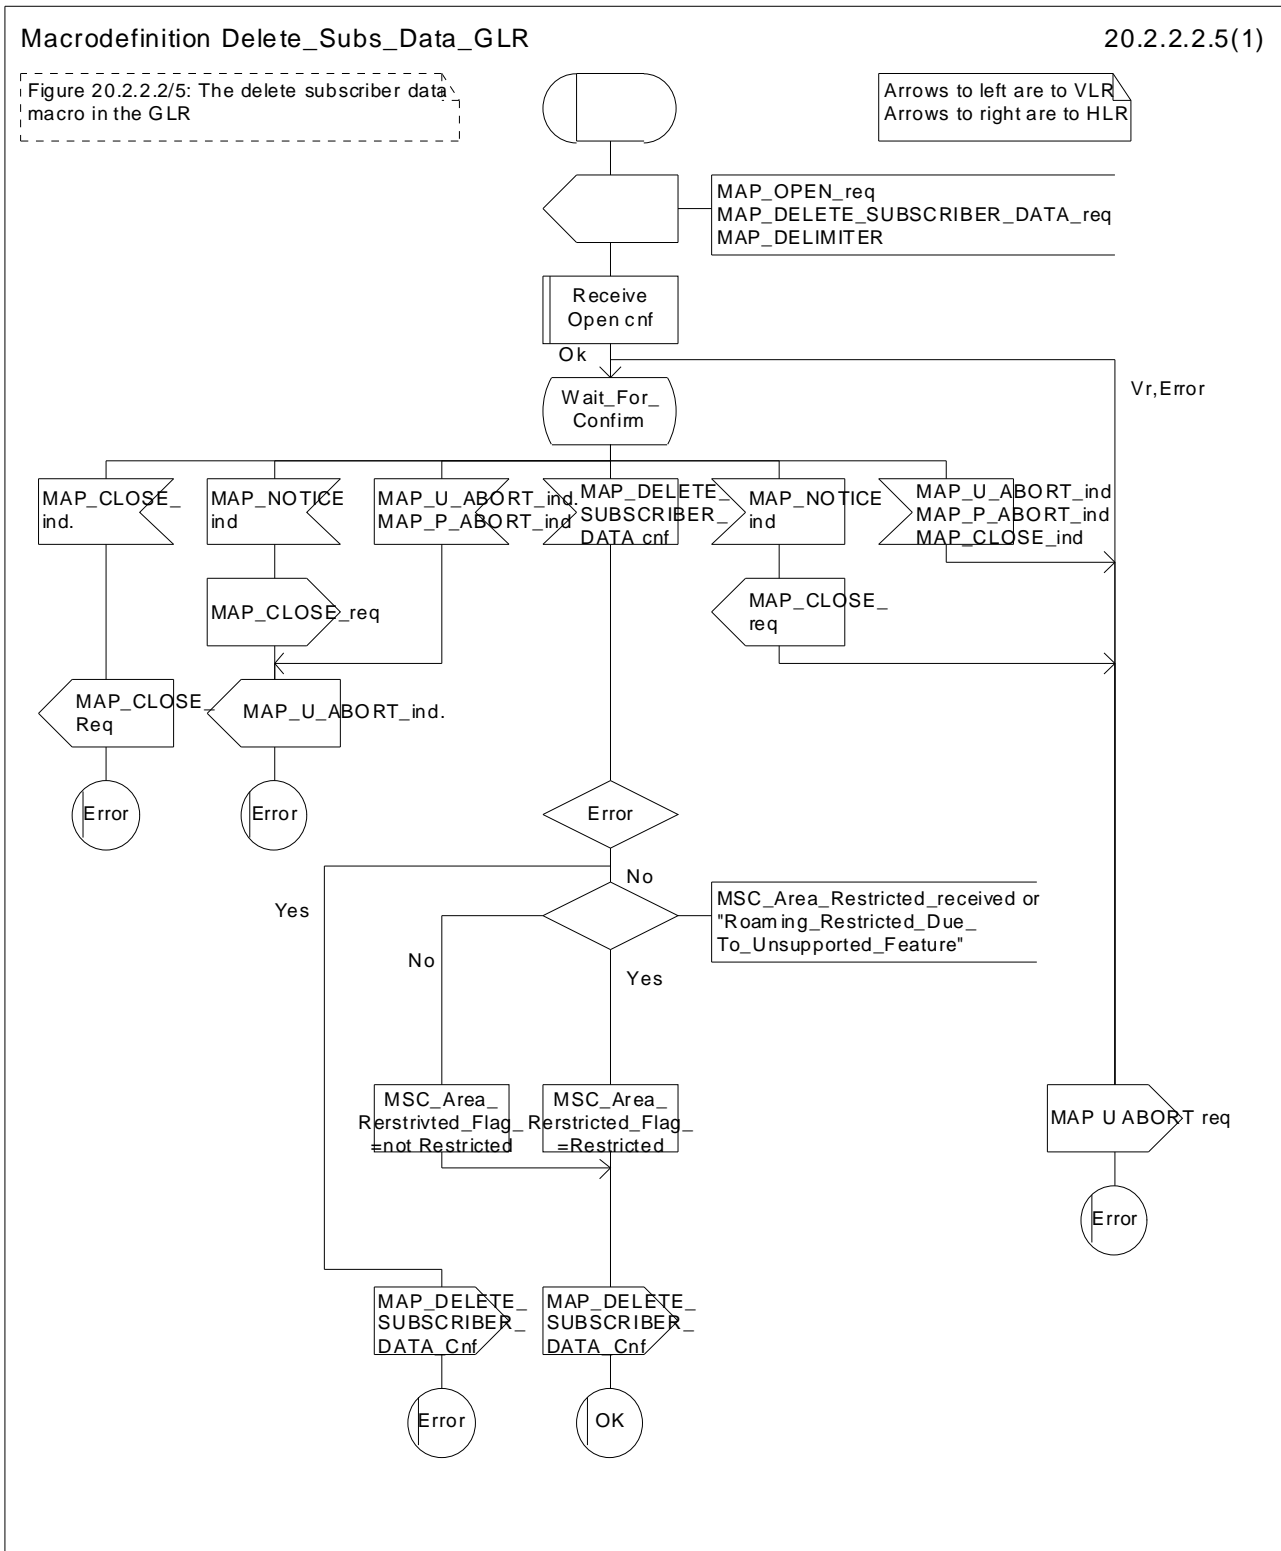 Macrodefinition Delete_Subs_Data_GLR
20.2.2.2.5(1)
Figure 20.2.2.2/5: The delete subscriber data
macro in the GLR
Arrows to left are to VLR
Arrows to right are to HLR
MAP_OPEN_req
MAP_DELETE_SUBSCRIBER_DATA_req
MAP_DELIMITER
Receive
Open cnf
Ok
Vr,Error
Wait_For_
Confirm
MAP_CLOSE_
ind.
MAP_NOTICE
ind
MAP_U_ABORT_ind.
MAP_P_ABORT_ind
MAP_DELETE_
SUBSCRIBER_
DATA cnf
MAP_NOTICE
ind
MAP_U_ABORT_ind
MAP_P_ABORT_ind
MAP_CLOSE_ind
MAP_CLOSE_req
MAP_CLOSE_
req
MAP_CLOSE_
Req
MAP_U_ABORT_ind.
Error
Error
Error
No
Yes
MSC_Area_Restricted_received or
"Roaming_Restricted_Due_
To_Unsupported_Feature"
No
Yes
MSC_Area_
Rerstrivted_Flag_
=not Restricted
MSC_Area_
Rerstricted_Flag_
=Restricted
MAP U ABORT req
Error
MAP_DELETE_
SUBSCRIBER_
DATA_Cnf
MAP_DELETE_
SUBSCRIBER_
DATA_Cnf
Error
OK